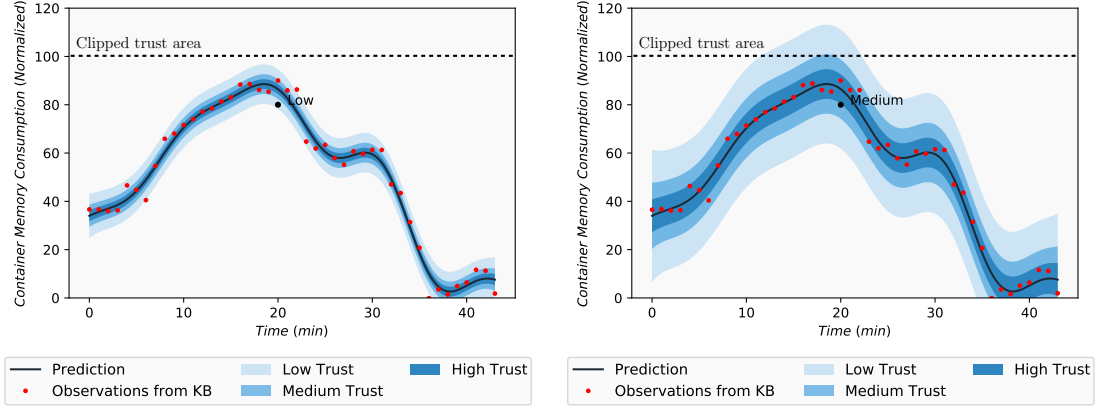 120
100
80
60
40
20
0
Container Memory Consumption (Normalized)
Clipped trust area
Low
0 10 20 30 40
Time (min)
Prediction Low Trust High Trust
Observations from KB Medium Trust
120
100
80
60
40
20
0
Container Memory Consumption (Normalized)
Clipped trust area
Medium
0 10 20 30 40
Time (min)
Prediction Low Trust High Trust
Observations from KB Medium Trust